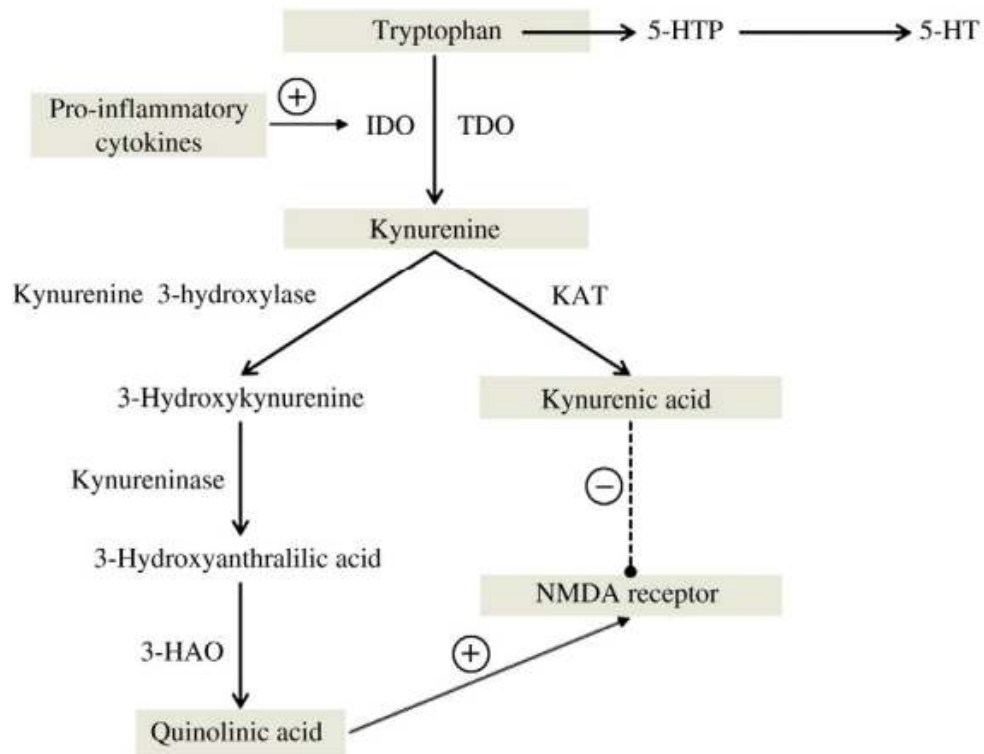 Tryptophan
5-HTP
5-HT
Pro-inflammatory
cytokines
+
IDO
TDO
Kynurenine
Kynurenine 3-hydroxylase
KAT
3-Hydroxykynurenine
Kynurenic acid
Kynureninase
−
3-Hydroxyanthralilic acid
NMDA receptor
3-HAO
+
Quinolinic acid